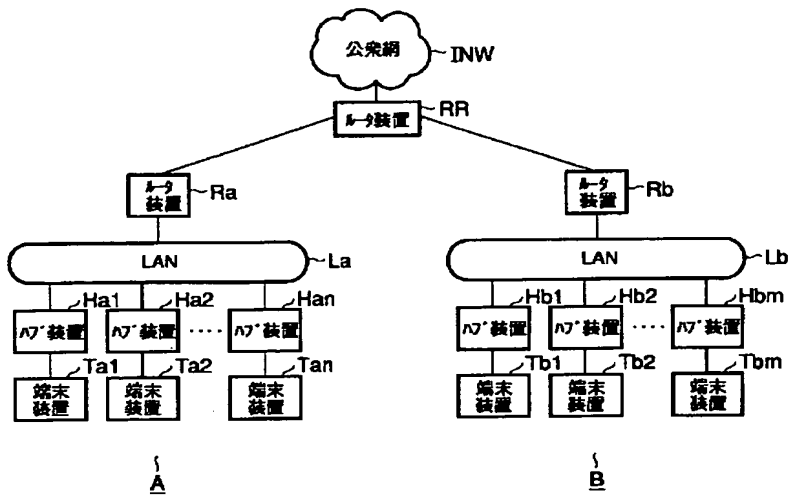 公衆網
INW
ルータ装置
RR
ルータ
装置
Ra
ルータ
装置
Rb
LAN
La
LAN
Lb
Ha1
Ha2
Han
Hb1
Hb2
Hbm
ハブ装置
ハブ装置
‥‥
ハブ装置
ハブ装置
ハブ装置
‥‥
ハブ装置
Ta1
Ta2
Tan
Tb1
Tb2
Tbm
端末
装置
端末
装置
端末
装置
端末
装置
端末
装置
端末
装置
A
B